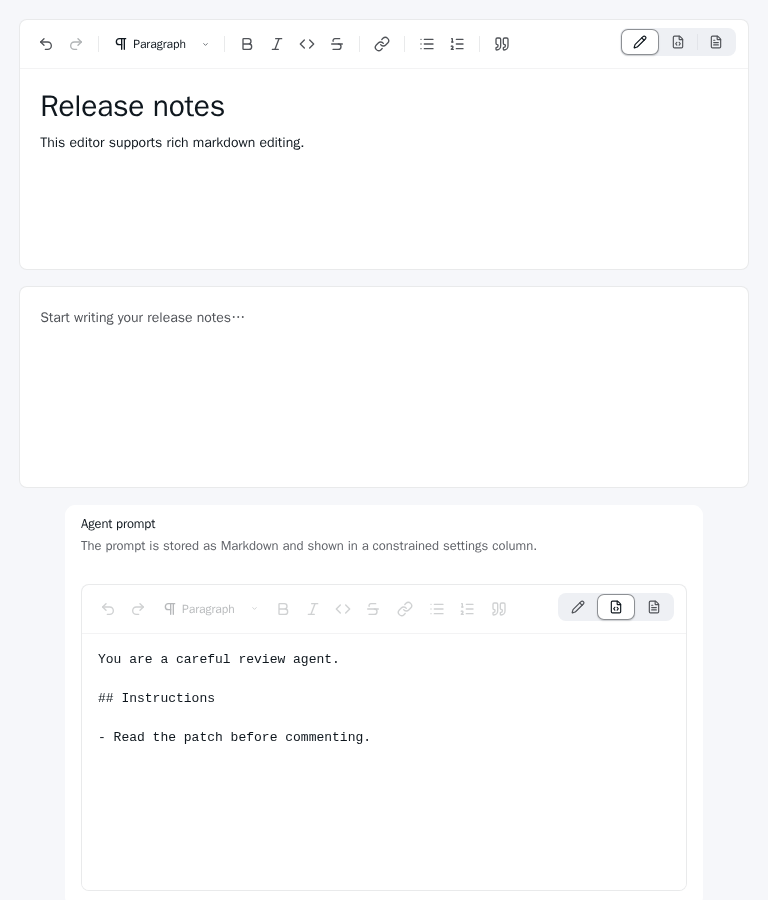 Paragraph
Release notes
This editor supports rich markdown editing.
Start writing your release notes…
Agent prompt
The prompt is stored as Markdown and shown in a constrained settings column.
Paragraph
You are a careful review agent.
## Instructions
- Read the patch before commenting.